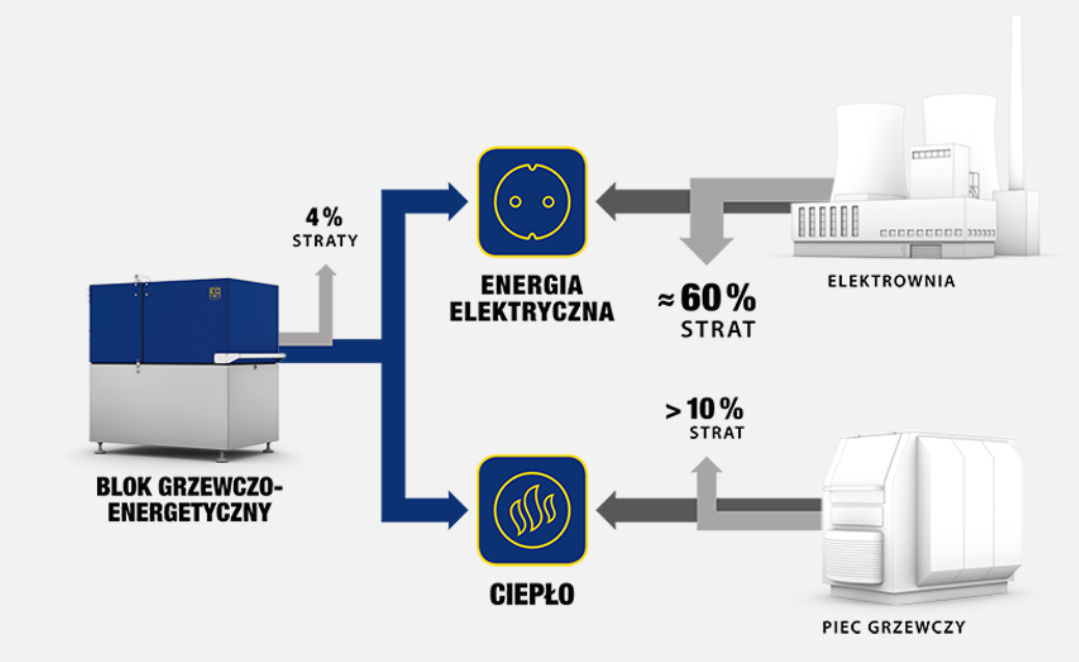 4%
STRATY
BLOK GRZEWCZO-
ENERGETYCZNY
ENERGIA
ELEKTRYCZNA
CIEPŁO
≈ 60%
STRAT
ELEKTROWNIA
> 10%
STRAT
PIEC GRZEWCZY